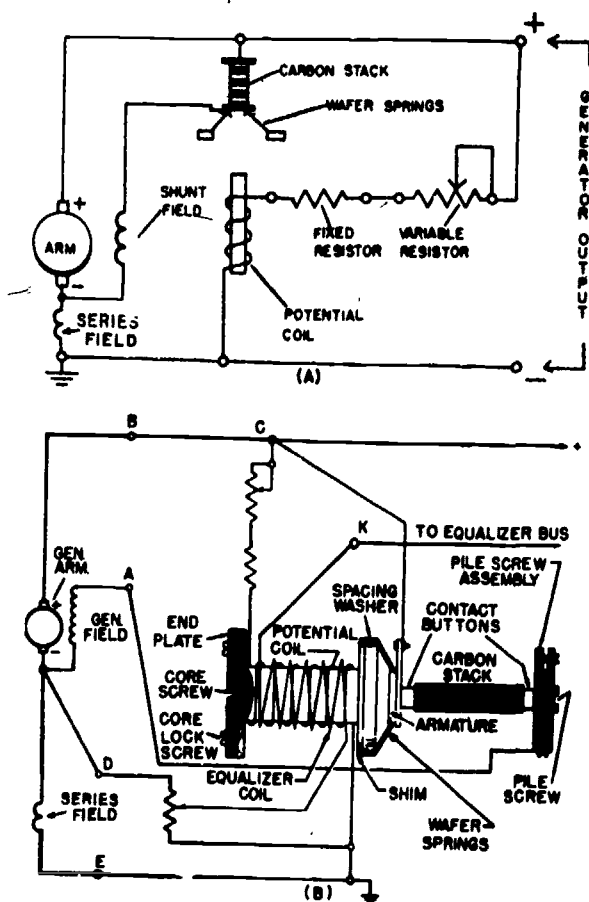 +
CARBON STACK
WAFER SPRINGS
GENERATOR OUTPUT
SHUNT
FIELD
+
ARM
FIXED
RESISTOR
VARIABLE
RESISTOR
-
SERIES
FIELD
POTENTIAL
COIL
(A)
-
B
C
+
K
TO EQUALIZER BUS
GEN.
ARM.
A
PILE SCREW
ASSEMBLY
SPACING
WASHER
+
GEN.
FIELD
END
PLATE
POTENTIAL
COIL
CONTACT
BUTTONS
-
CARBON
STACK
CORE
SCREW
ARMATURE
CORE
LOCK
SCREW
D
EQUALIZER
COIL
SHIM
PILE
SCREW
SERIES
FIELD
WAFER
SPRINGS
E
(B)